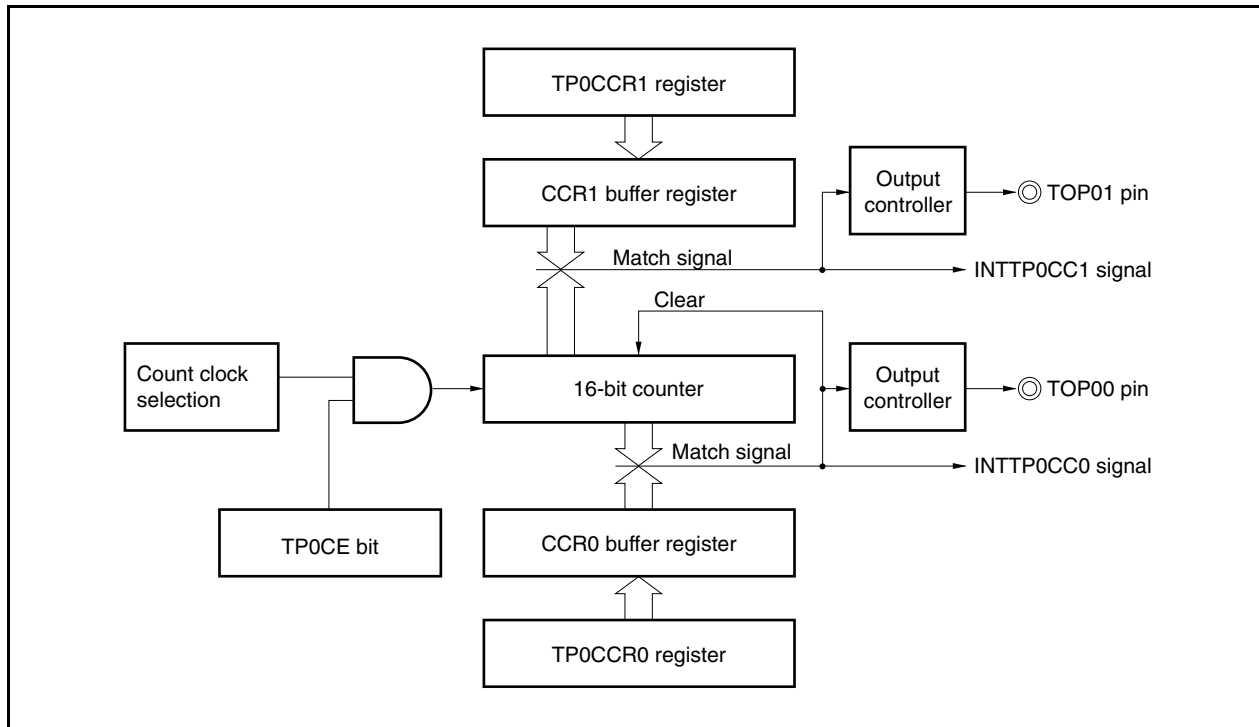 TP0CCR1 register
CCR1 buffer register
Output
controller
TOP01 pin
Match signal
INTTP0CC1 signal
Clear
Count clock
selection
16-bit counter
Output
controller
TOP00 pin
Match signal
INTTP0CC0 signal
TP0CE bit
CCR0 buffer register
TP0CCR0 register